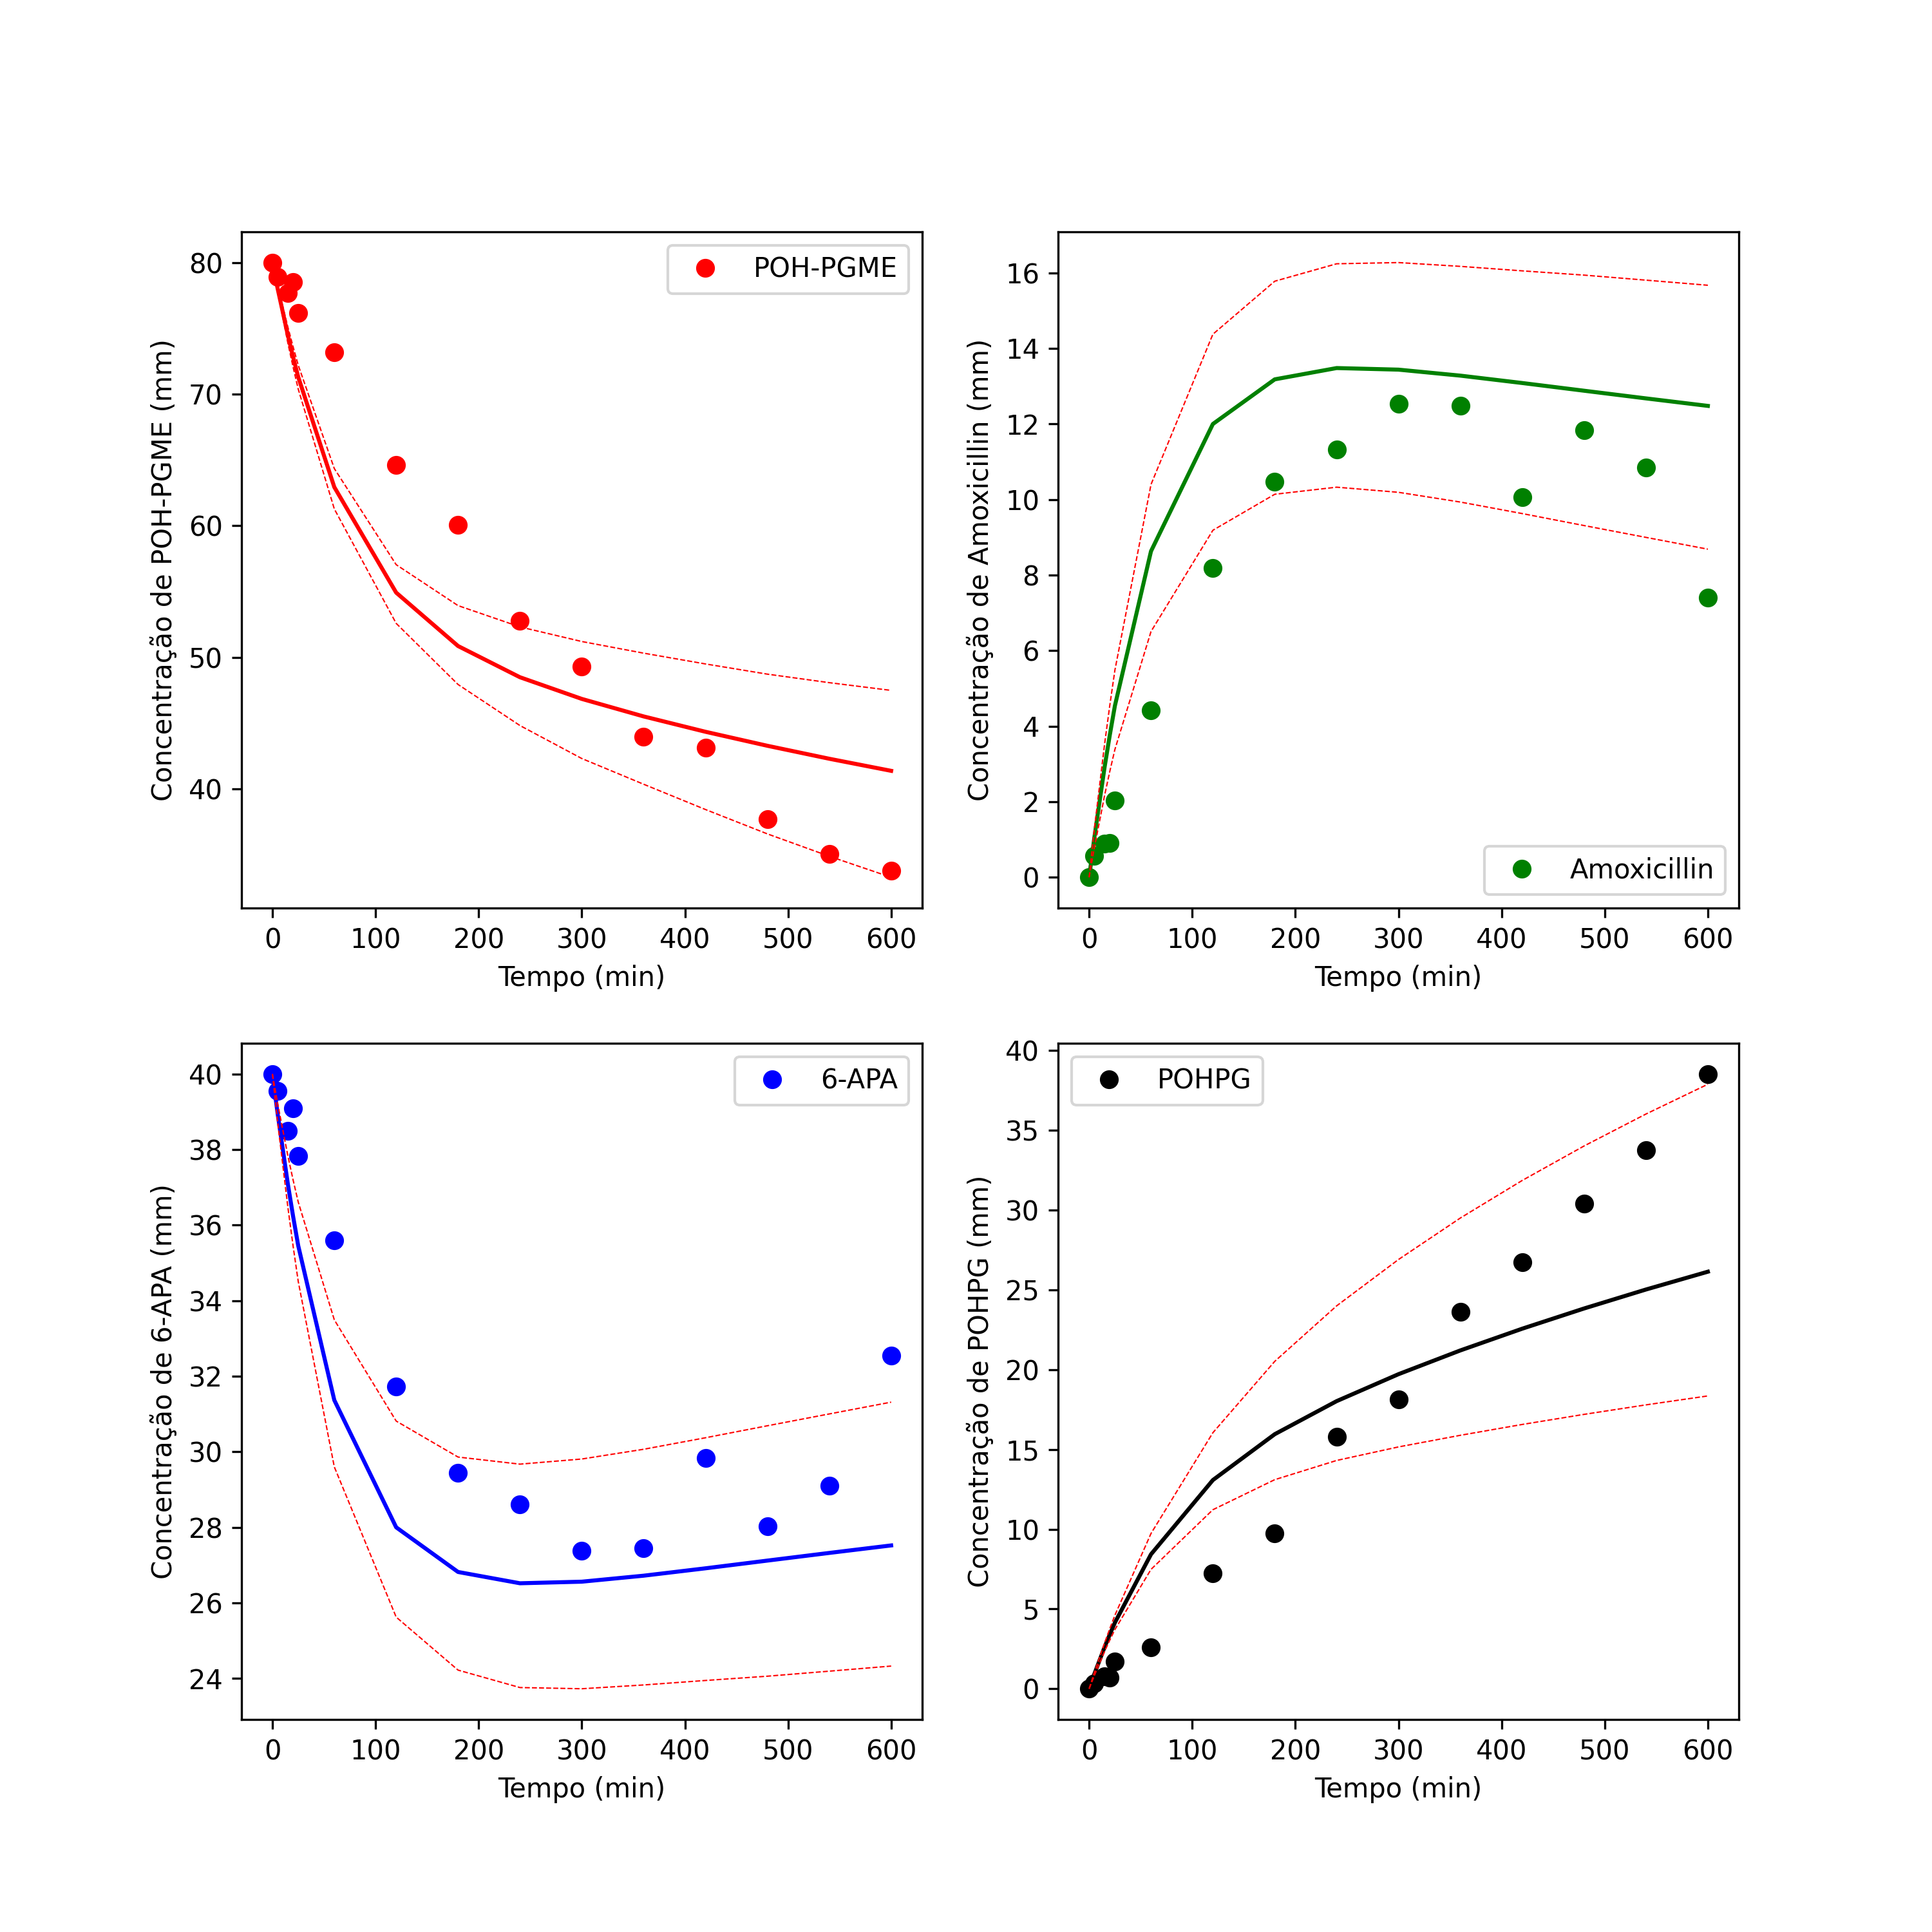 POH-PGME
Concentração de POH-PGME (mm)
80
70
60
50
40
0 100 200 300 400 500 600
Tempo (min)
Amoxicillin
Concentração de Amoxicillin (mm)
16
14
12
10
8
6
4
2
0
0 100 200 300 400 500 600
Tempo (min)
6-APA
Concentração de 6-APA (mm)
40
38
36
34
32
30
28
26
24
0 100 200 300 400 500 600
Tempo (min)
POHPG
Concentração de POHPG (mm)
40
35
30
25
20
15
10
5
0
0 100 200 300 400 500 600
Tempo (min)